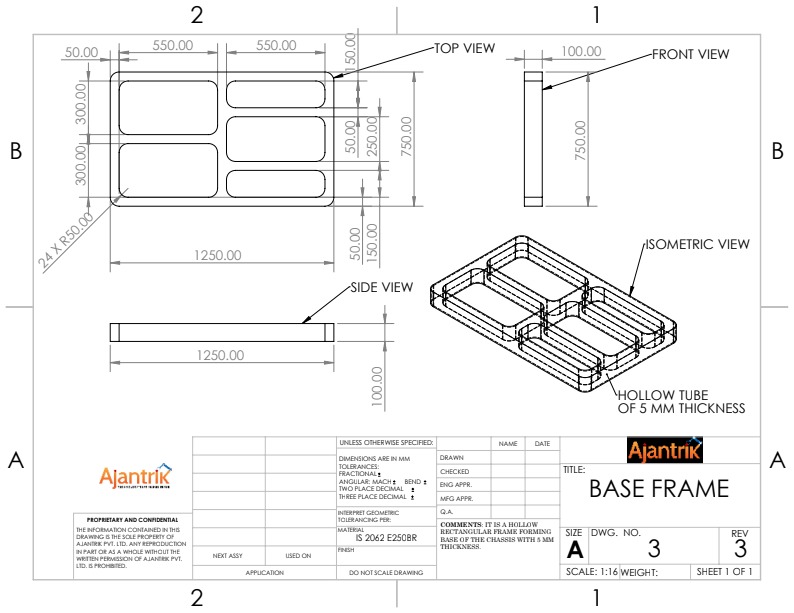 2
1
50.00
550.00
550.00
150.00
TOP VIEW
100.00
FRONT VIEW
300.00
300.00
50.00
250.00
750.00
750.00
B
B
24 X R50.00
50.00
150.00
1250.00
ISOMETRIC VIEW
SIDE VIEW
1250.00
100.00
HOLLOW TUBE
OF 5 MM THICKNESS
A
A
Ajantrik
PROPRIETARY AND CONFIDENTIAL
THE INFORMATION CONTAINED IN THIS
DRAWING IS THE SOLE PROPERTY OF
AJANTRIK PVT. LTD. ANY REPRODUCTION
IN PART OR AS A WHOLE WITHOUT THE
WRITTEN PERMISSION OF AJANTRIK PVT.
LTD. IS PROHIBITED.
NEXT ASSY
USED ON
APPLICATION
UNLESS OTHERWISE SPECIFIED:
DIMENSIONS ARE IN MM
TOLERANCES:
FRACTIONAL ±
ANGULAR: MACH ± BEND ±
TWO PLACE DECIMAL ±
THREE PLACE DECIMAL ±
INTERPRET GEOMETRIC
TOLERANCING PER:
MATERIAL
IS 2062 E250BR
FINISH
DO NOT SCALE DRAWING
NAME
DATE
DRAWN
CHECKED
ENG APPR.
MFG APPR.
Q.A.
COMMENTS: IT IS A HOLLOW
RECTANGULAR FRAME FORMING
BASE OF THE CHASSIS WITH 5 MM
THICKNESS.
Ajantrik
TITLE:
BASE FRAME
SIZE
A
DWG. NO.
3
REV
3
SCALE: 1:16
WEIGHT:
SHEET 1 OF 1
2
1